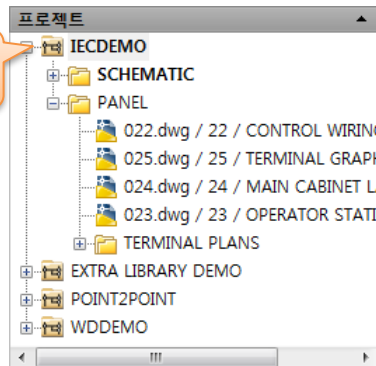 프로젝트
IECDEMO
SCHEMATIC
PANEL
022.dwg / 22 / CONTROL WIRING
025.dwg / 25 / TERMINAL GRAPH
024.dwg / 24 / MAIN CABINET L
023.dwg / 23 / OPERATOR STATI
TERMINAL PLANS
EXTRA LIBRARY DEMO
POINT2POINT
WDDEMO